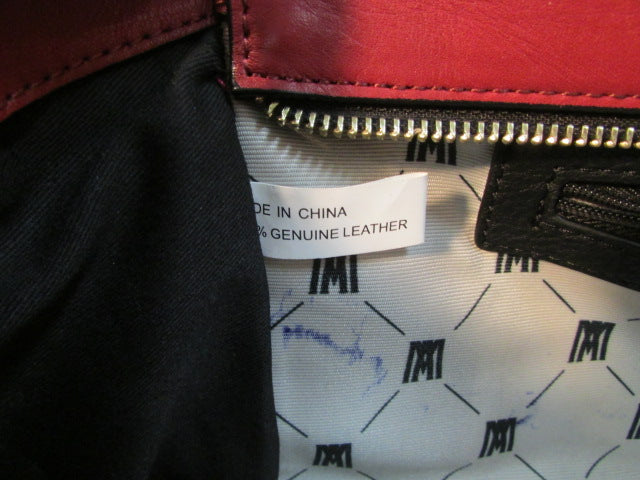 DE IN CHINA
% GENUINE LEATHER